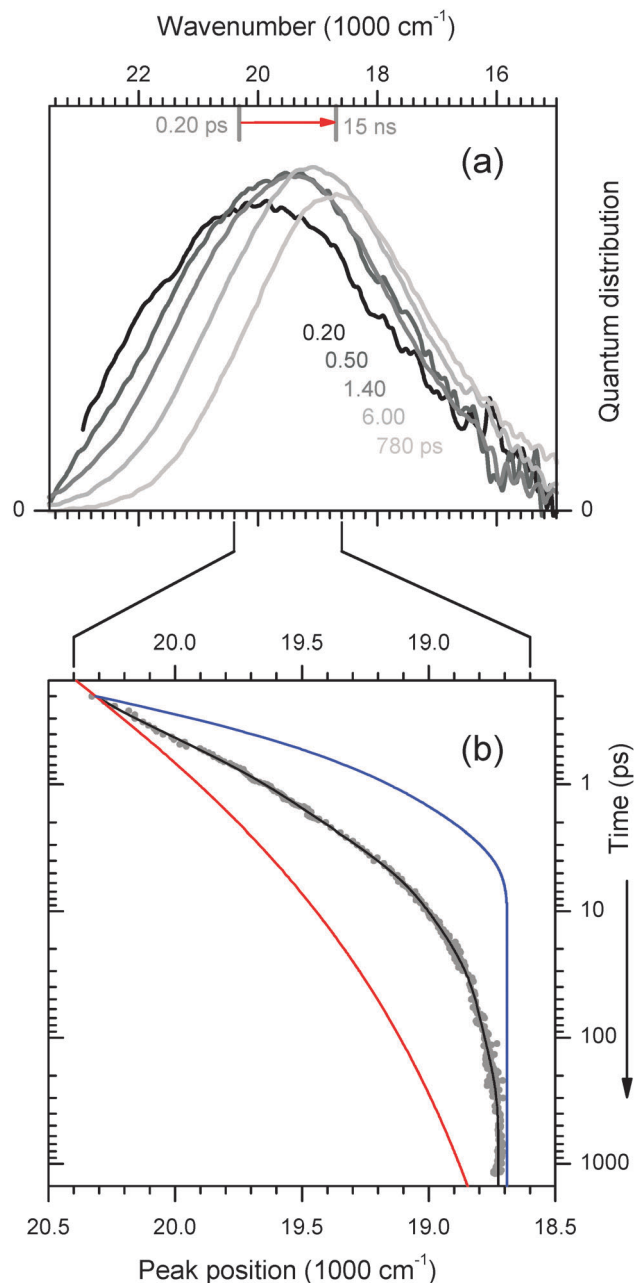 Wavenumber (1000 cm-1)
22 20 18 16
0.20 ps 15 ns
(a)
0.20
0.50
1.40
6.00
780 ps
Quantum distribution
0 0
20.0 19.5 19.0
(b)
1
10
100
1000
Time (ps)
20.5 20.0 19.5 19.0 18.5
Peak position (1000 cm-1)